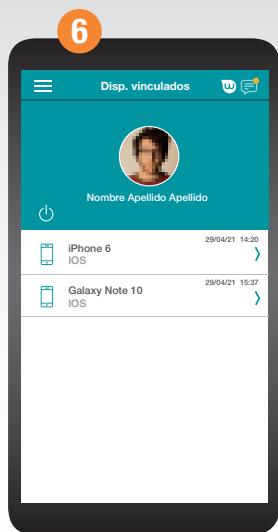 6
Disp. vinculados
Nombre Apellido Apellido
29/04/21 14:20
iPhone 6
IOS
29/04/21 15:37
Galaxy Note 10
IOS